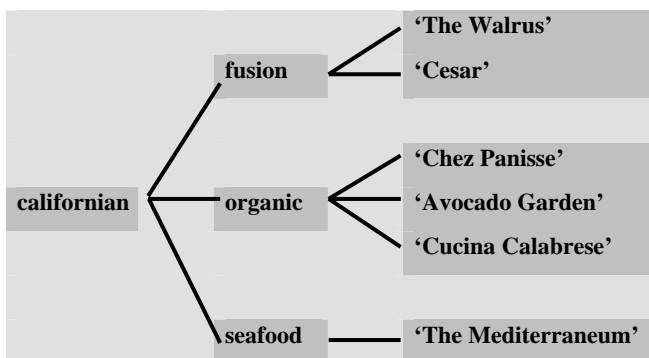 ‘The Walrus’
fusion ‘Cesar’
‘Chez Panisse’
californian organic ‘Avocado Garden’
‘Cucina Calabrese’
seafood ‘The Mediterraneum’